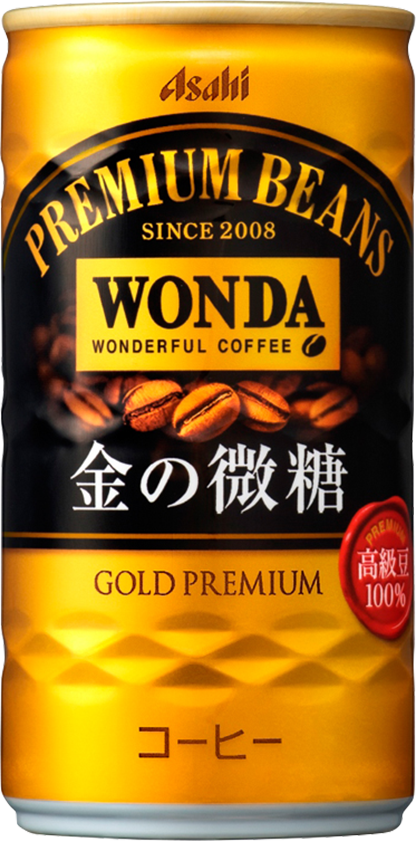 Asahi
PREMIUM BEANS
SINCE 2008
WONDA
WONDERFUL COFFEE
金の微糖
GOLD PREMIUM
PREMIUM
高級豆
100%
コーヒー